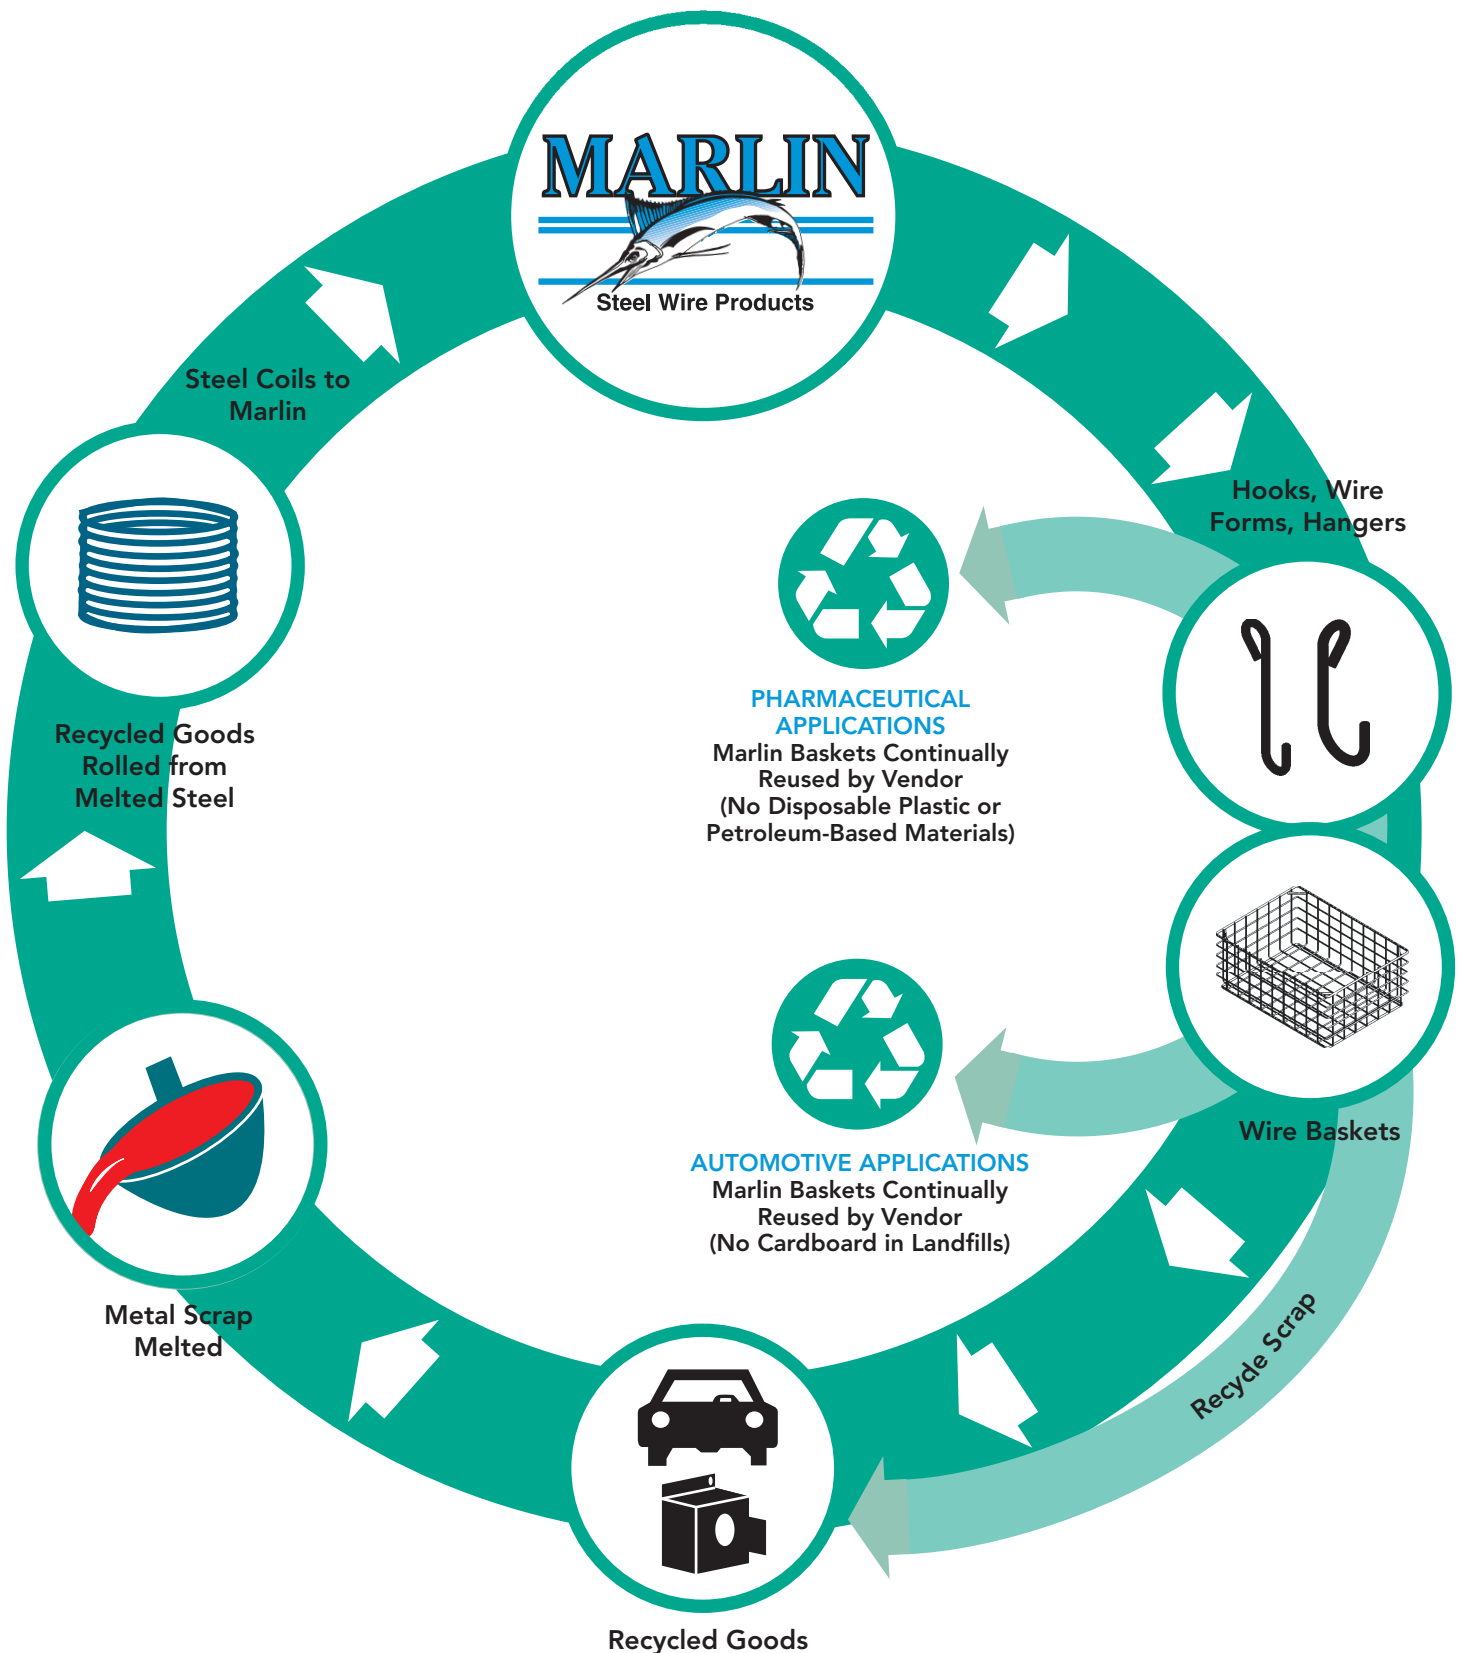 MARLIN
Steel Wire Products
Steel Coils to
Marlin
Hooks, Wire
Forms, Hangers
PHARMACEUTICAL
APPLICATIONS
Marlin Baskets Continually
Reused by Vendor
(No Disposable Plastic or
Petroleum-Based Materials)
Recycled Goods
Rolled from
Melted Steel
Wire Baskets
AUTOMOTIVE APPLICATIONS
Marlin Baskets Continually
Reused by Vendor
(No Cardboard in Landfills)
Recycle Scrap
Metal Scrap
Melted
Recycled Goods